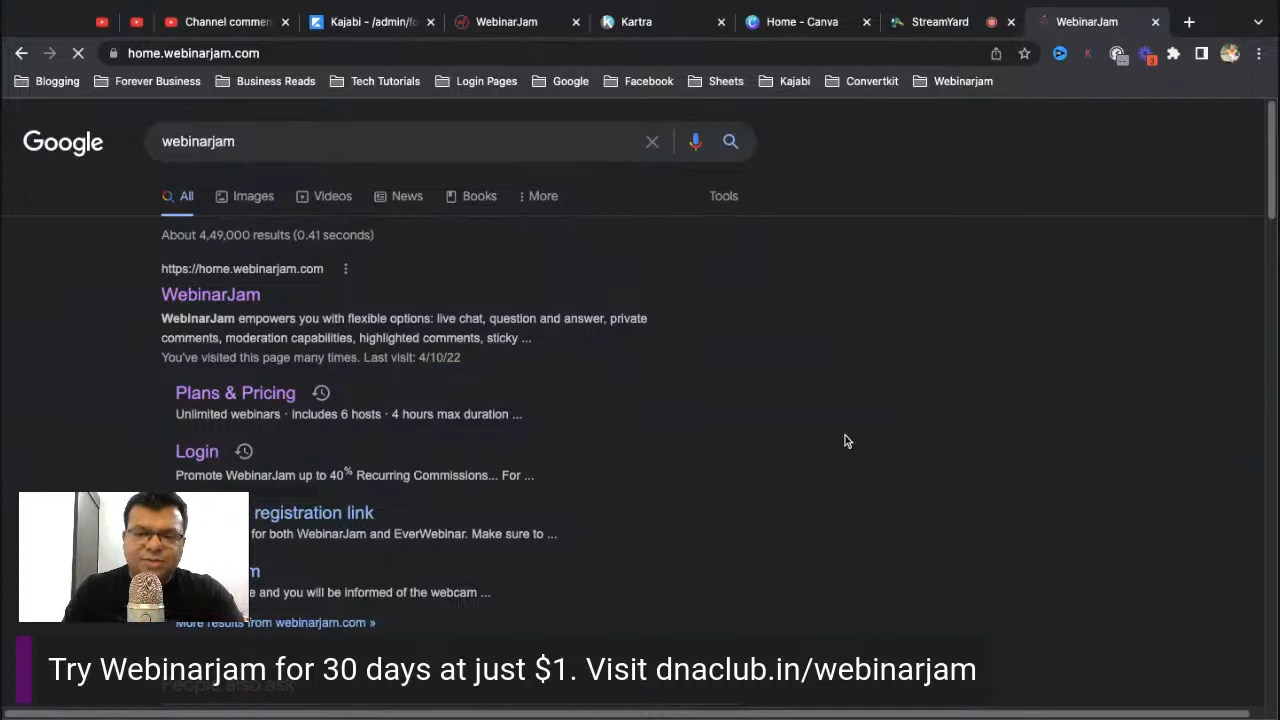 Channel commen
Kajabi - /admin/fo
WebinarJam
Kartra
Home - Canva
StreamYard
WebinarJam
home.webinarjam.com
Blogging
Forever Business
Business Reads
Tech Tutorials
Login Pages
Google
Facebook
Sheets
Kajabi
Convertkit
Webinarjam
Google
webinarjam
All
Images
Videos
News
Books
More
Tools
About 4,49,000 results (0.41 seconds)
https://home.webinarjam.com
WebinarJam
WebinarJam empowers you with flexible options: live chat, question and answer, private
comments, moderation capabilities, highlighted comments, sticky ...
You've visited this page many times. Last visit: 4/10/22
Plans & Pricing
Unlimited webinars · Includes 6 hosts · 4 hours max duration ...
Login
Promote WebinarJam up to 40% Recurring Commissions... For ...
registration link
for both WebinarJam and EverWebinar. Make sure to ...
m
e and you will be informed of the webcam ...
More results from webinarjam.com »
Try Webinarjam for 30 days at just $1. Visit dnaclub.in/webinarjam
People also ask